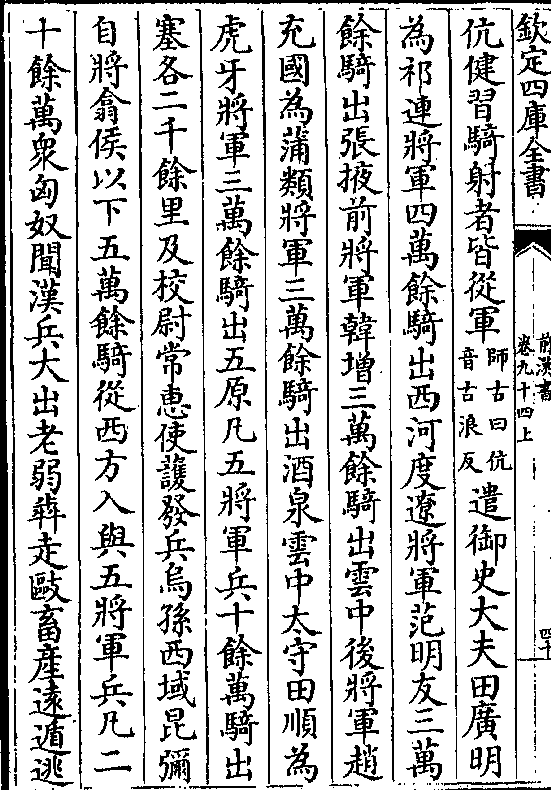 欽定四庫全書
前漢書
卷九十四上
四十
伉健習騎射者皆從軍師古曰伉音古浪反遣御史大夫田廣明
為祁連將軍四萬餘騎出西河度遼將軍范明友三萬
餘騎出張掖前將軍韓增三萬餘騎出雲中後將軍趙
充國為蒲類將軍三萬餘騎出酒泉雲中太守田順為
虎牙將軍三萬餘騎出五原凡五將軍兵十餘萬騎出
塞各二千餘里及校尉常惠使護發兵烏孫西域昆彌
自將翕侯以下五萬餘騎從西方入與五將軍兵凡二
十餘萬衆匈奴聞漢兵大出老弱犇走敺畜產逺遁逃